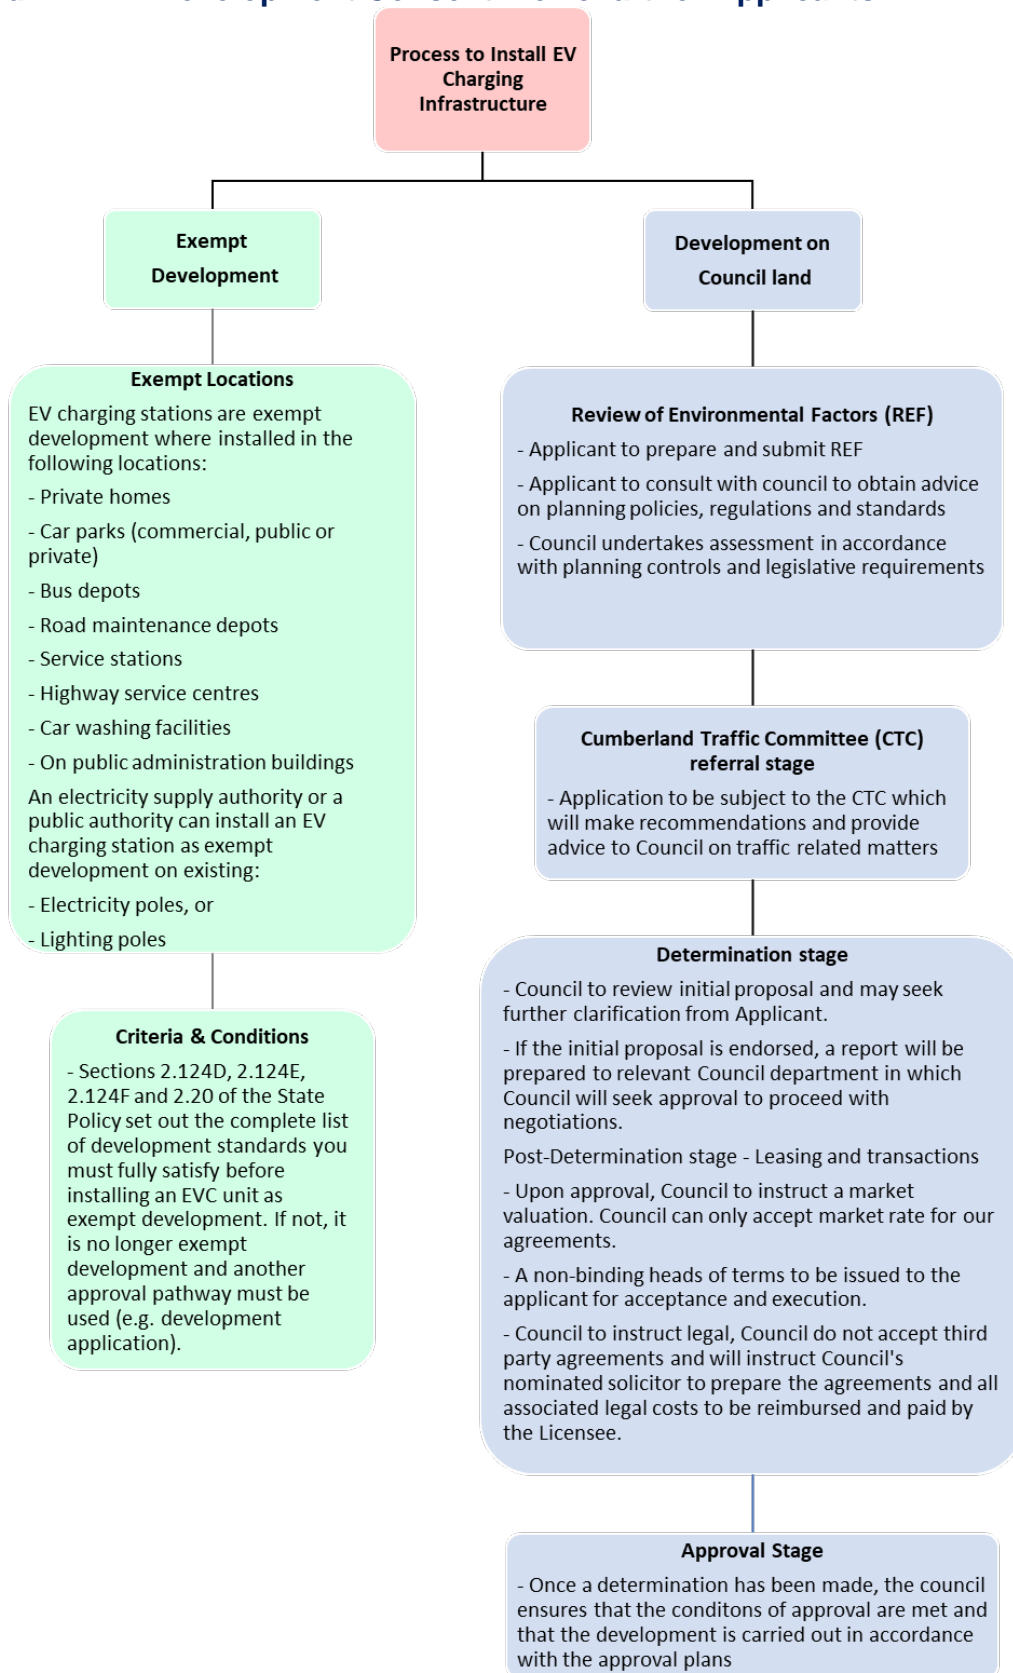 Process to Install EV
Charging
Infrastructure
Exempt
Development
Exempt Locations
EV charging stations are exempt
development where installed in the
following locations:
- Private homes
- Car parks (commercial, public or
private)
- Bus depots
- Road maintenance depots
- Service stations
- Highway service centres
- Car washing facilities
- On public administration buildings
An electricity supply authority or a
public authority can install an EV
charging station as exempt
development on existing:
- Electricity poles, or
- Lighting poles
Criteria & Conditions
- Sections 2.124D, 2.124E,
2.124F and 2.20 of the State
Policy set out the complete list
of development standards you
must fully satisfy before
installing an EVC unit as
exempt development. If not, it
is no longer exempt
development and another
approval pathway must be
used (e.g. development
application).
Development on
Council land
Review of Environmental Factors (REF)
- Applicant to prepare and submit REF
- Applicant to consult with council to obtain advice
on planning policies, regulations and standards
- Council undertakes assessment in accordance
with planning controls and legislative requirements
Cumberland Traffic Committee (CTC)
referral stage
- Application to be subject to the CTC which
will make recommendations and provide
advice to Council on traffic related matters
Determination stage
- Council to review initial proposal and may seek
further clarification from Applicant.
- If the initial proposal is endorsed, a report will be
prepared to relevant Council department in which
Council will seek approval to proceed with
negotiations.
Post-Determination stage - Leasing and transactions
- Upon approval, Council to instruct a market
valuation. Council can only accept market rate for our
agreements.
- A non-binding heads of terms to be issued to the
applicant for acceptance and execution.
- Council to instruct legal, Council do not accept third
party agreements and will instruct Council's
nominated solicitor to prepare the agreements and all
associated legal costs to be reimbursed and paid by
the Licensee.
Approval Stage
- Once a determination has been made, the council
ensures that the conditons of approval are met and
that the development is carried out in accordance
with the approval plans